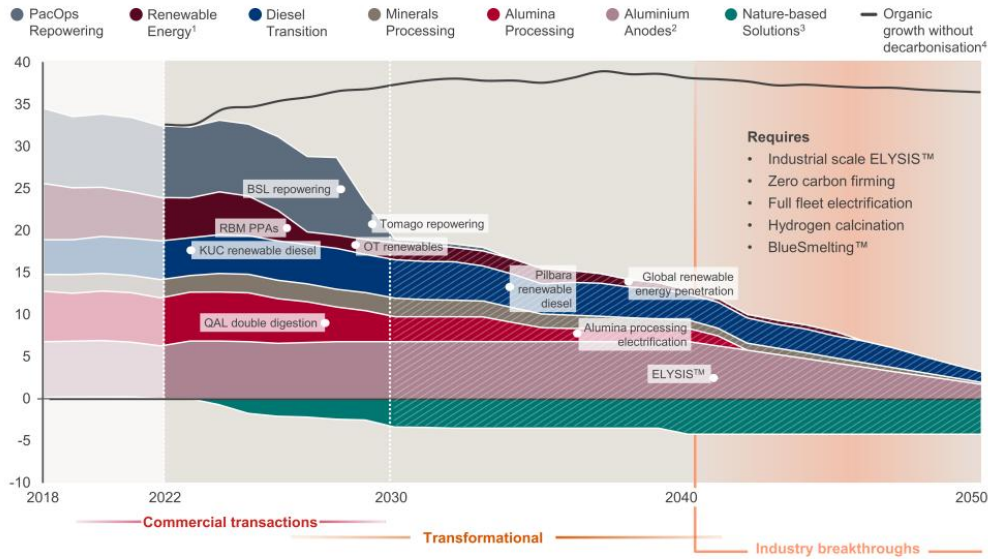 PacOps
Repowering
Renewable
Energy¹
Diesel
Transition
Minerals
Processing
Alumina
Processing
Aluminium
Anodes²
Nature-based
Solutions³
Organic
growth without
decarbonisation⁴
40
35
30
25
20
15
10
5
0
-5
-10
BSL repowering
Tomago repowering
RBM PPAs
OT renewables
KUC renewable diesel
Pilbara
renewable
diesel
Global renewable
energy penetration
QAL double digestion
Alumina processing
electrification
ELYSIS™
Requires
• Industrial scale ELYSIS™
• Zero carbon firming
• Full fleet electrification
• Hydrogen calcination
• BlueSmelting™
2018
2022
2030
2040
2050
Commercial transactions
Transformational
Industry breakthroughs